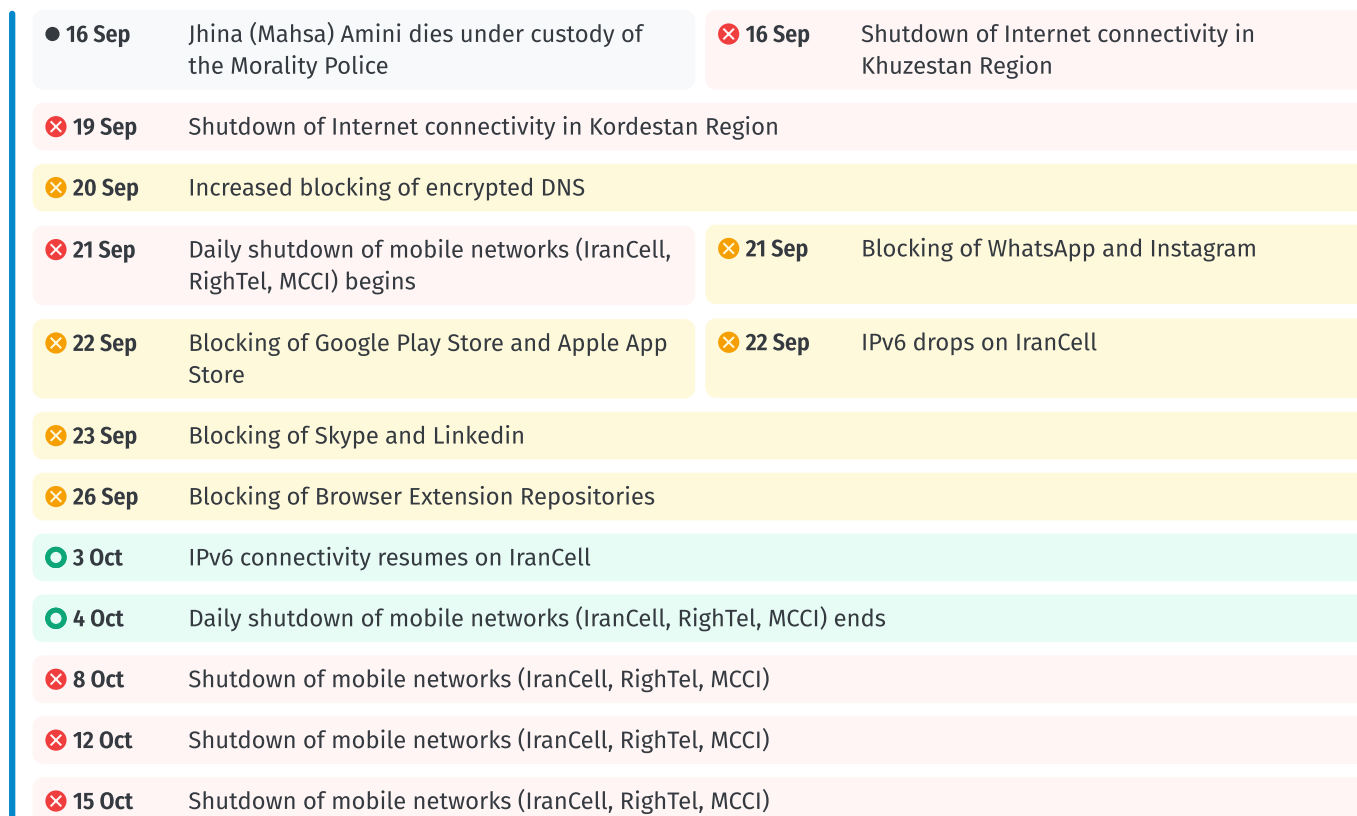 16 Sep Jhina (Mahsa) Amini dies under custody of
the Morality Police
16 Sep Shutdown of Internet connectivity in
Khuzestan Region
19 Sep Shutdown of Internet connectivity in Kordestan Region
20 Sep Increased blocking of encrypted DNS
21 Sep Daily shutdown of mobile networks (IranCell,
RighTel, MCCI) begins
21 Sep Blocking of WhatsApp and Instagram
22 Sep Blocking of Google Play Store and Apple App
Store
22 Sep IPv6 drops on IranCell
23 Sep Blocking of Skype and Linkedin
26 Sep Blocking of Browser Extension Repositories
3 Oct IPv6 connectivity resumes on IranCell
4 Oct Daily shutdown of mobile networks (IranCell, RighTel, MCCI) ends
8 Oct Shutdown of mobile networks (IranCell, RighTel, MCCI)
12 Oct Shutdown of mobile networks (IranCell, RighTel, MCCI)
15 Oct Shutdown of mobile networks (IranCell, RighTel, MCCI)